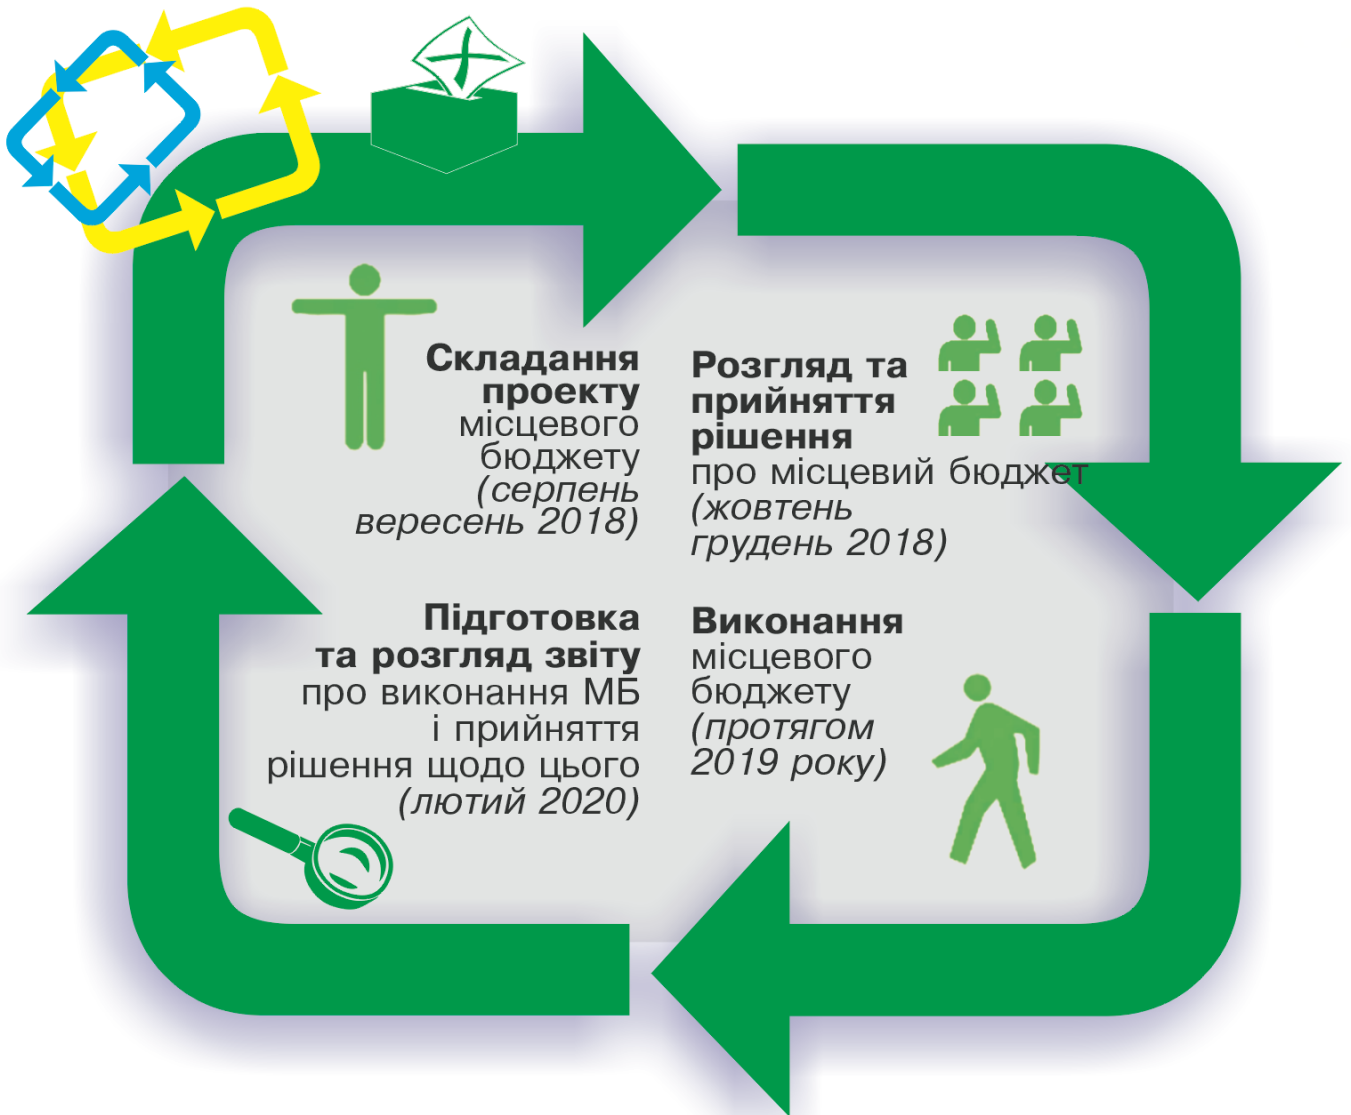 Складання
проекту
місцевого
бюджету
(серпень
вересень 2018)
Розгляд та
прийняття
рішення
про місцевий бюджет
(жовтень
грудень 2018)
Підготовка
та розгляд звіту
про виконання МБ
і прийняття
рішення щодо цього
(лютий 2020)
Виконання
місцевого
бюджету
(протягом
2019 року)